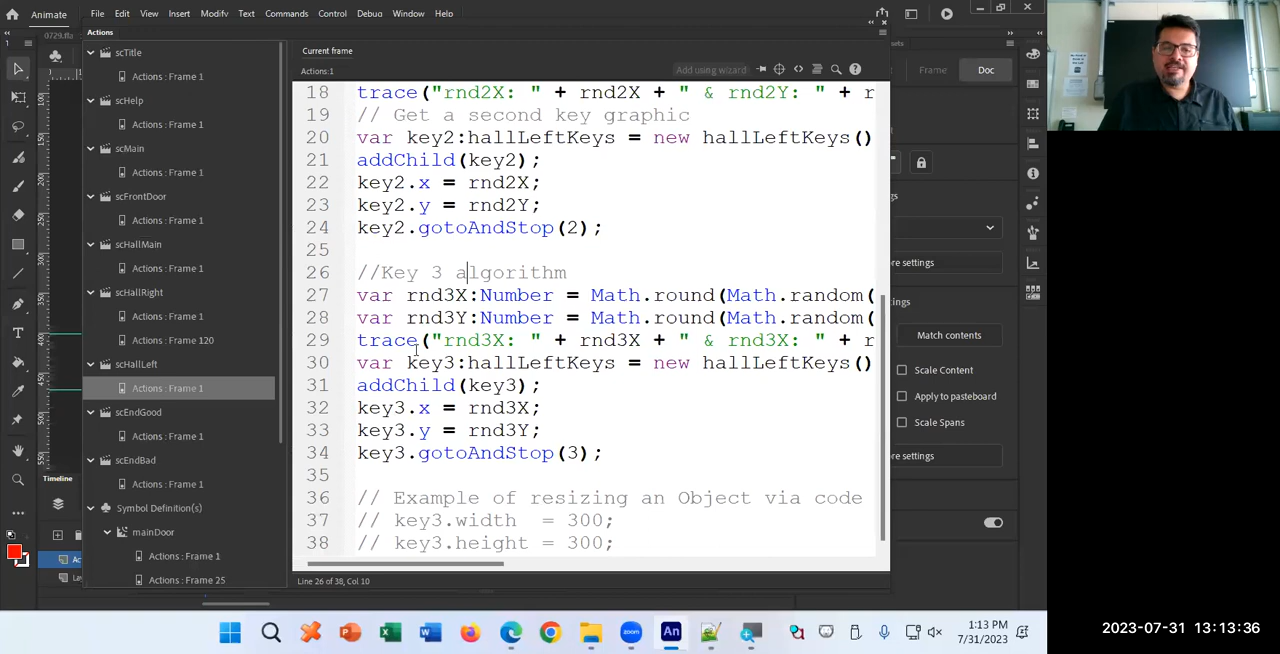 Animate File Edit View Insert Modify Text Commands Control Debug Window Help
0729.fla
Actions
scTitle
Actions : Frame 1
scHelp
Actions : Frame 1
scMain
Actions : Frame 1
scFrontDoor
Actions : Frame 1
scHallMain
Actions : Frame 1
scHallRight
Actions : Frame 1
Actions : Frame 120
scHallLeft
Actions : Frame 1
scEndGood
Actions : Frame 1
scEndBad
Actions : Frame 1
Symbol Definition(s)
mainDoor
Actions : Frame 1
Actions : Frame 25
Timeline
Current frame
Actions:1
Add using wizard
18 trace("rnd2X: " + rnd2X + " & rnd2Y: " + r
19 // Get a second key graphic
20 var key2:hallLeftKeys = new hallLeftKeys()
21 addChild(key2);
22 key2.x = rnd2X;
23 key2.y = rnd2Y;
24 key2.gotoAndStop(2);
25
26 //Key 3 algorithm
27 var rnd3X:Number = Math.round(Math.random(
28 var rnd3Y:Number = Math.round(Math.random(
29 trace("rnd3X: " + rnd3X + " & rnd3X: " + r
30 var key3:hallLeftKeys = new hallLeftKeys()
31 addChild(key3);
32 key3.x = rnd3X;
33 key3.y = rnd3Y;
34 key3.gotoAndStop(3);
35
36 // Example of resizing an Object via code
37 // key3.width  = 300;
38 // key3.height = 300;
Line 26 of 38, Col 10
Frame Doc
Match contents
Scale Content
Apply to pasteboard
Scale Spans
An
1:13 PM
7/31/2023
2023-07-31 13:13:36